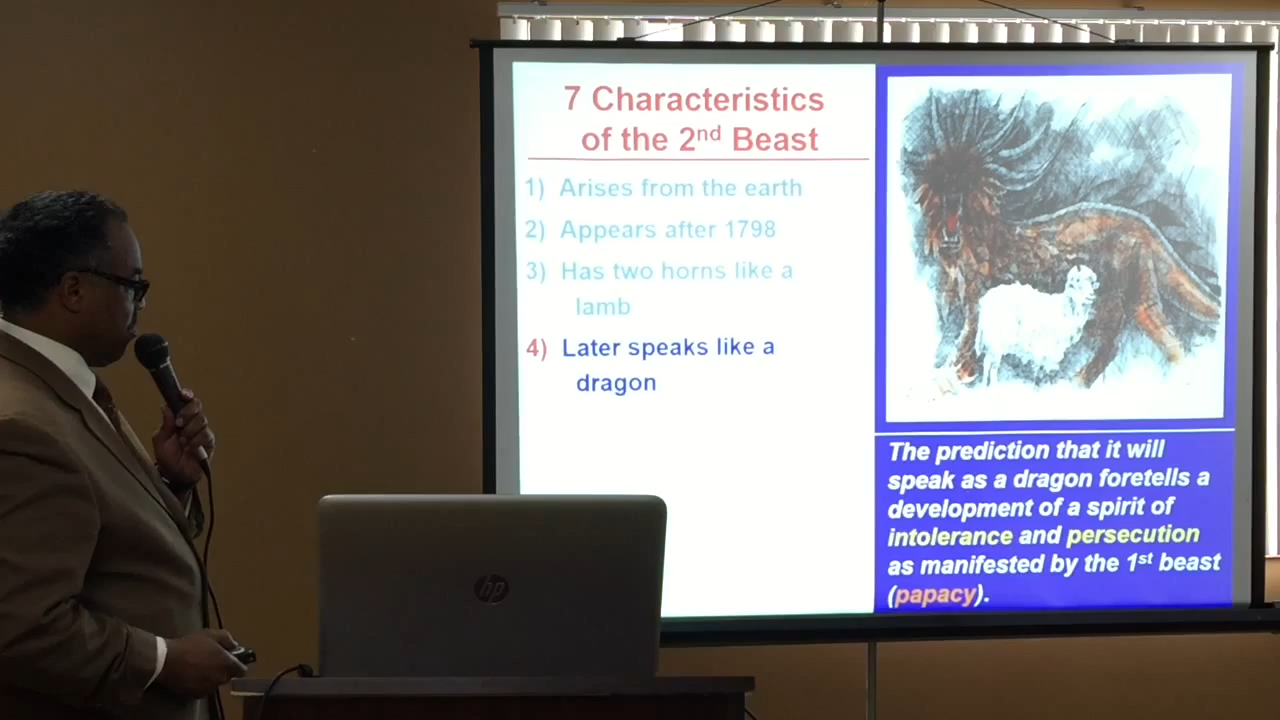 7 Characteristics
of the 2nd Beast
1) Arises from the earth
2) Appears after 1798
3) Has two horns like a
lamb
4) Later speaks like a
dragon
The prediction that it will
speak as a dragon foretells a
development of a spirit of
intolerance and persecution
as manifested by the 1st beast
(papacy).
hp